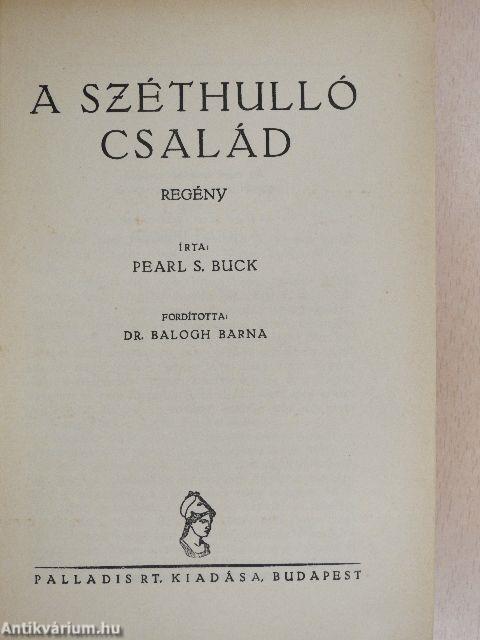 A SZÉTHULLÓ
CSALÁD
REGÉNY
ÍRTA:
PEARL S. BUCK
FORDÍTOTTA:
DR. BALOGH BARNA
PALLADIS RT. KIADÁSA, BUDAPEST
Antikvárium.hu